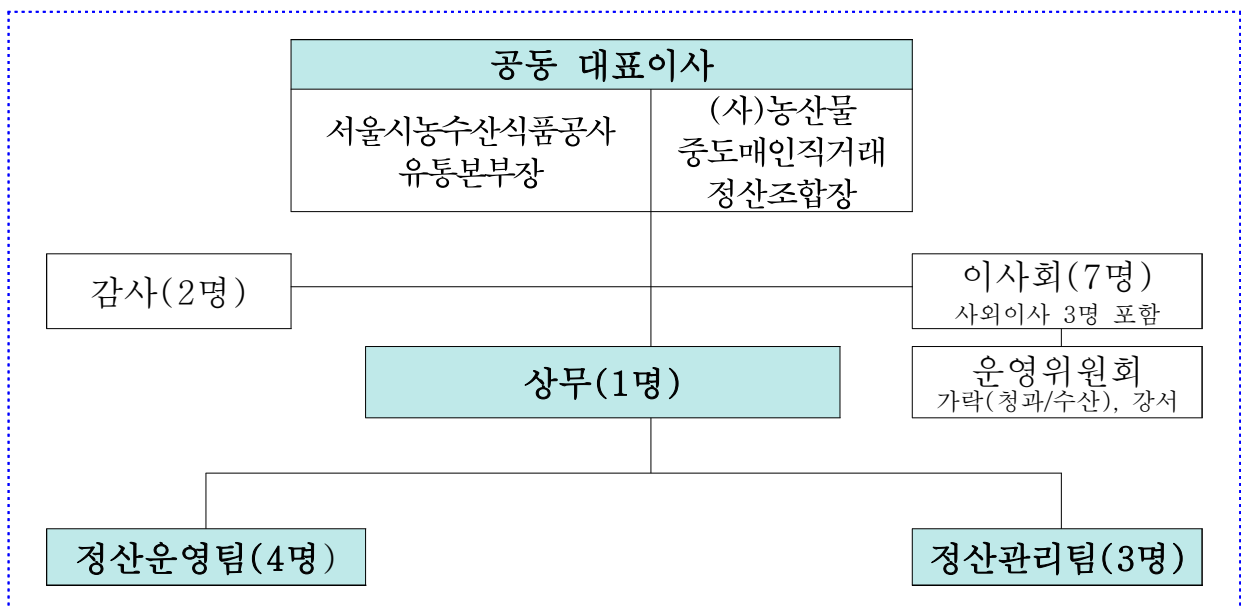 공동 대표이사
서울시농수산식품공사
유통본부장
(사)농산물
중도매인직거래
정산조합장
감사(2명)
이사회(7명)
사외이사 3명 포함
상무(1명)
운영위원회
가락(청과/수산), 강서
정산운영팀(4명)
정산관리팀(3명)